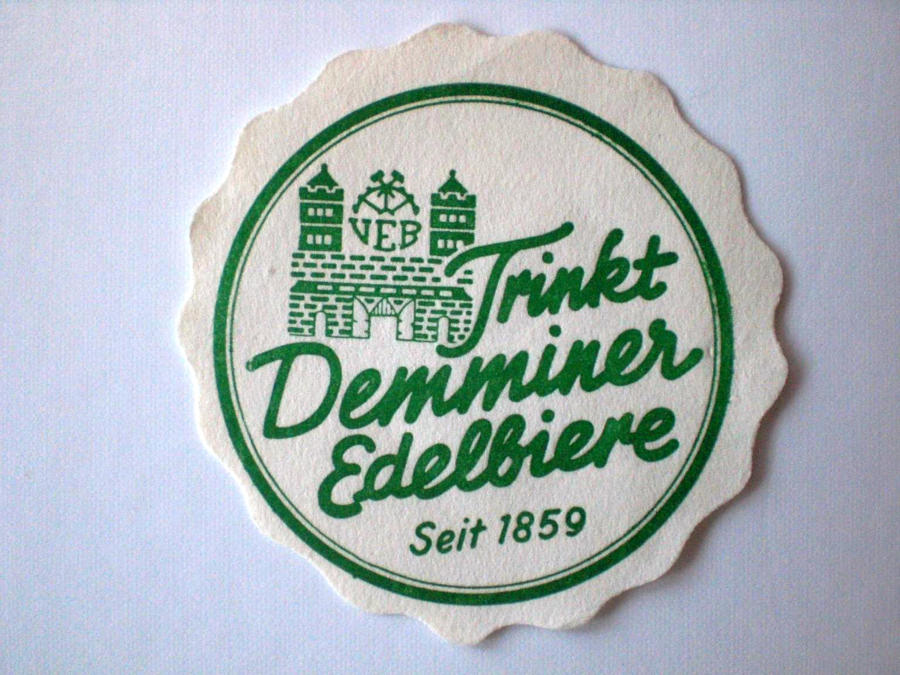 VEB
Trinkt
Demminer
Edelbiere
Seit 1859